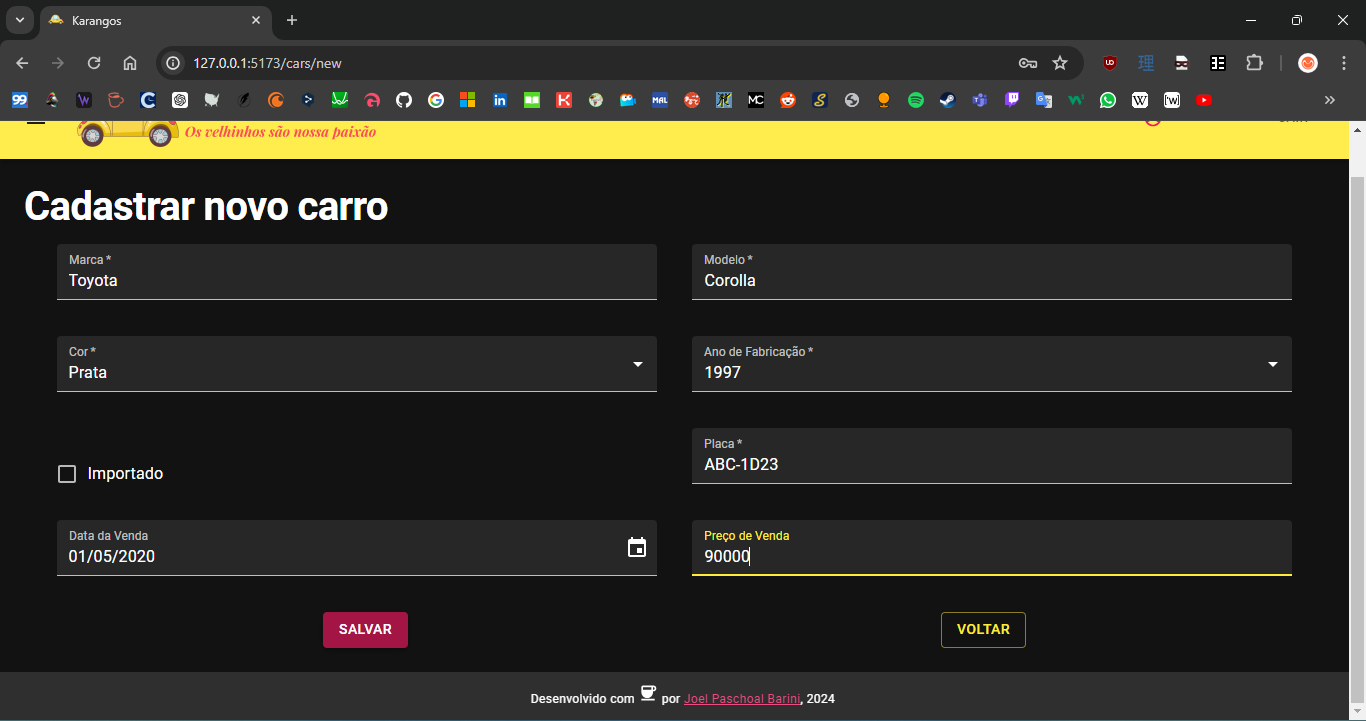 Karangos
127.0.0.1:5173/cars/new
Os velhinhos são nossa paixão
Cadastrar novo carro
Marca *
Toyota
Modelo *
Corolla
Cor *
Prata
Ano de Fabricação *
1997
Importado
Placa *
ABC-1D23
Data da Venda
01/05/2020
Preço de Venda
90000
SALVAR
VOLTAR
Desenvolvido com por Joel Paschoal Barini, 2024